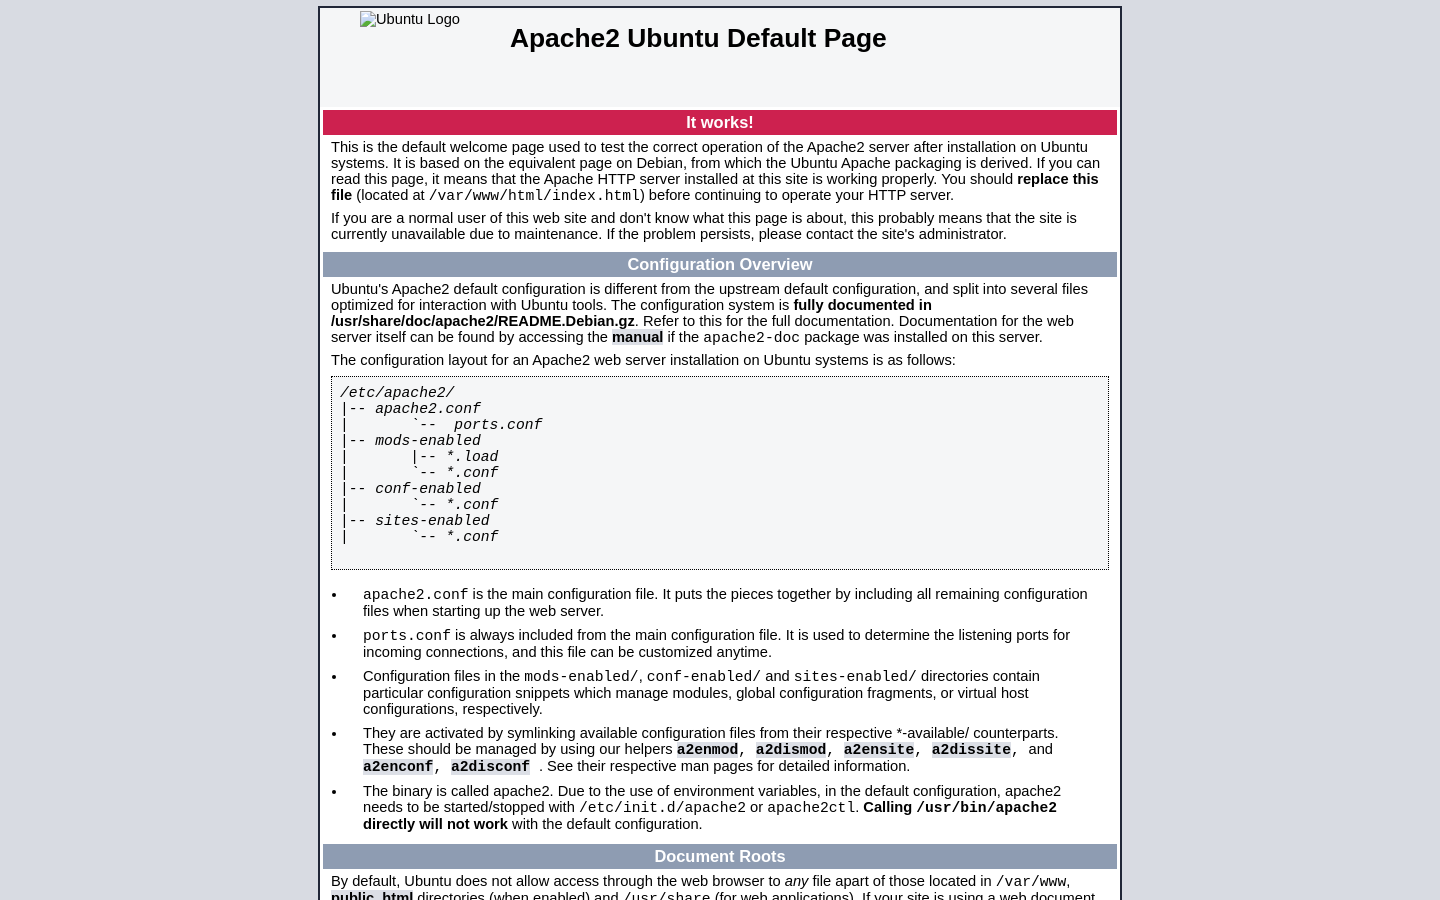 Ubuntu Logo
Apache2 Ubuntu Default Page
It works!
This is the default welcome page used to test the correct operation of the Apache2 server after installation on Ubuntu
systems. It is based on the equivalent page on Debian, from which the Ubuntu Apache packaging is derived. If you can
read this page, it means that the Apache HTTP server installed at this site is working properly. You should replace this
file (located at /var/www/html/index.html) before continuing to operate your HTTP server.
If you are a normal user of this web site and don't know what this page is about, this probably means that the site is
currently unavailable due to maintenance. If the problem persists, please contact the site's administrator.
Configuration Overview
Ubuntu's Apache2 default configuration is different from the upstream default configuration, and split into several files
optimized for interaction with Ubuntu tools. The configuration system is fully documented in
/usr/share/doc/apache2/README.Debian.gz. Refer to this for the full documentation. Documentation for the web
server itself can be found by accessing the manual if the apache2-doc package was installed on this server.
The configuration layout for an Apache2 web server installation on Ubuntu systems is as follows:
/etc/apache2/
|-- apache2.conf
|       `--  ports.conf
|-- mods-enabled
|       |-- *.load
|       `-- *.conf
|-- conf-enabled
|       `-- *.conf
|-- sites-enabled
|       `-- *.conf
• apache2.conf is the main configuration file. It puts the pieces together by including all remaining configuration
files when starting up the web server.
• ports.conf is always included from the main configuration file. It is used to determine the listening ports for
incoming connections, and this file can be customized anytime.
• Configuration files in the mods-enabled/, conf-enabled/ and sites-enabled/ directories contain
particular configuration snippets which manage modules, global configuration fragments, or virtual host
configurations, respectively.
• They are activated by symlinking available configuration files from their respective *-available/ counterparts.
These should be managed by using our helpers a2enmod, a2dismod, a2ensite, a2dissite, and
a2enconf, a2disconf . See their respective man pages for detailed information.
• The binary is called apache2. Due to the use of environment variables, in the default configuration, apache2
needs to be started/stopped with /etc/init.d/apache2 or apache2ctl. Calling /usr/bin/apache2
directly will not work with the default configuration.
Document Roots
By default, Ubuntu does not allow access through the web browser to any file apart of those located in /var/www,
public_html directories (when enabled) and /usr/share (for web applications). If your site is using a web document